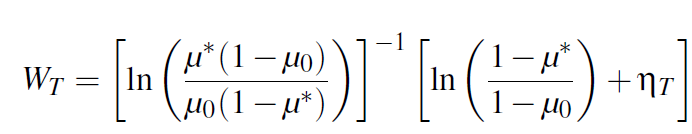 $W_T = \left[ \ln \left( \frac{\mu^*(1-\mu_0)}{\mu_0(1-\mu^*)} \right) \right]^{-1} \left[ \ln \left( \frac{1-\mu^*}{1-\mu_0} \right) + \eta_T \right]$